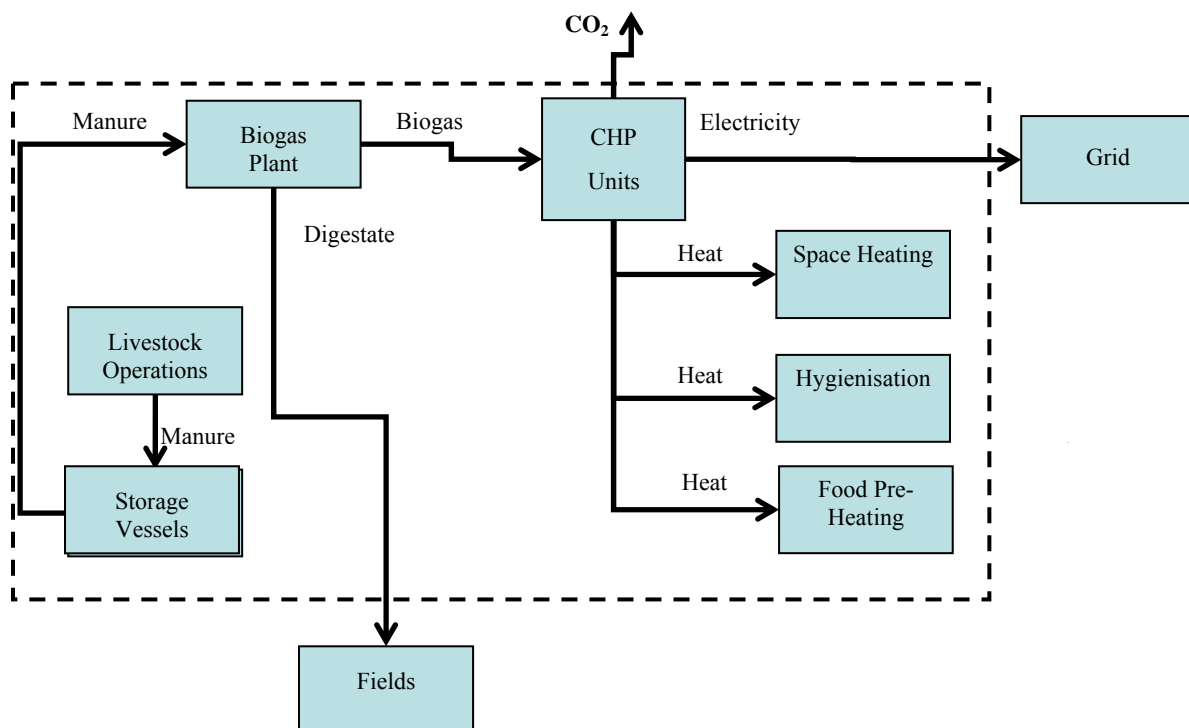 CO₂
Manure
Biogas
Plant
Biogas
CHP
Units
Electricity
Grid
Digestate
Heat
Space Heating
Livestock
Operations
Heat
Hygienisation
Manure
Storage
Vessels
Heat
Food Pre-
Heating
Fields